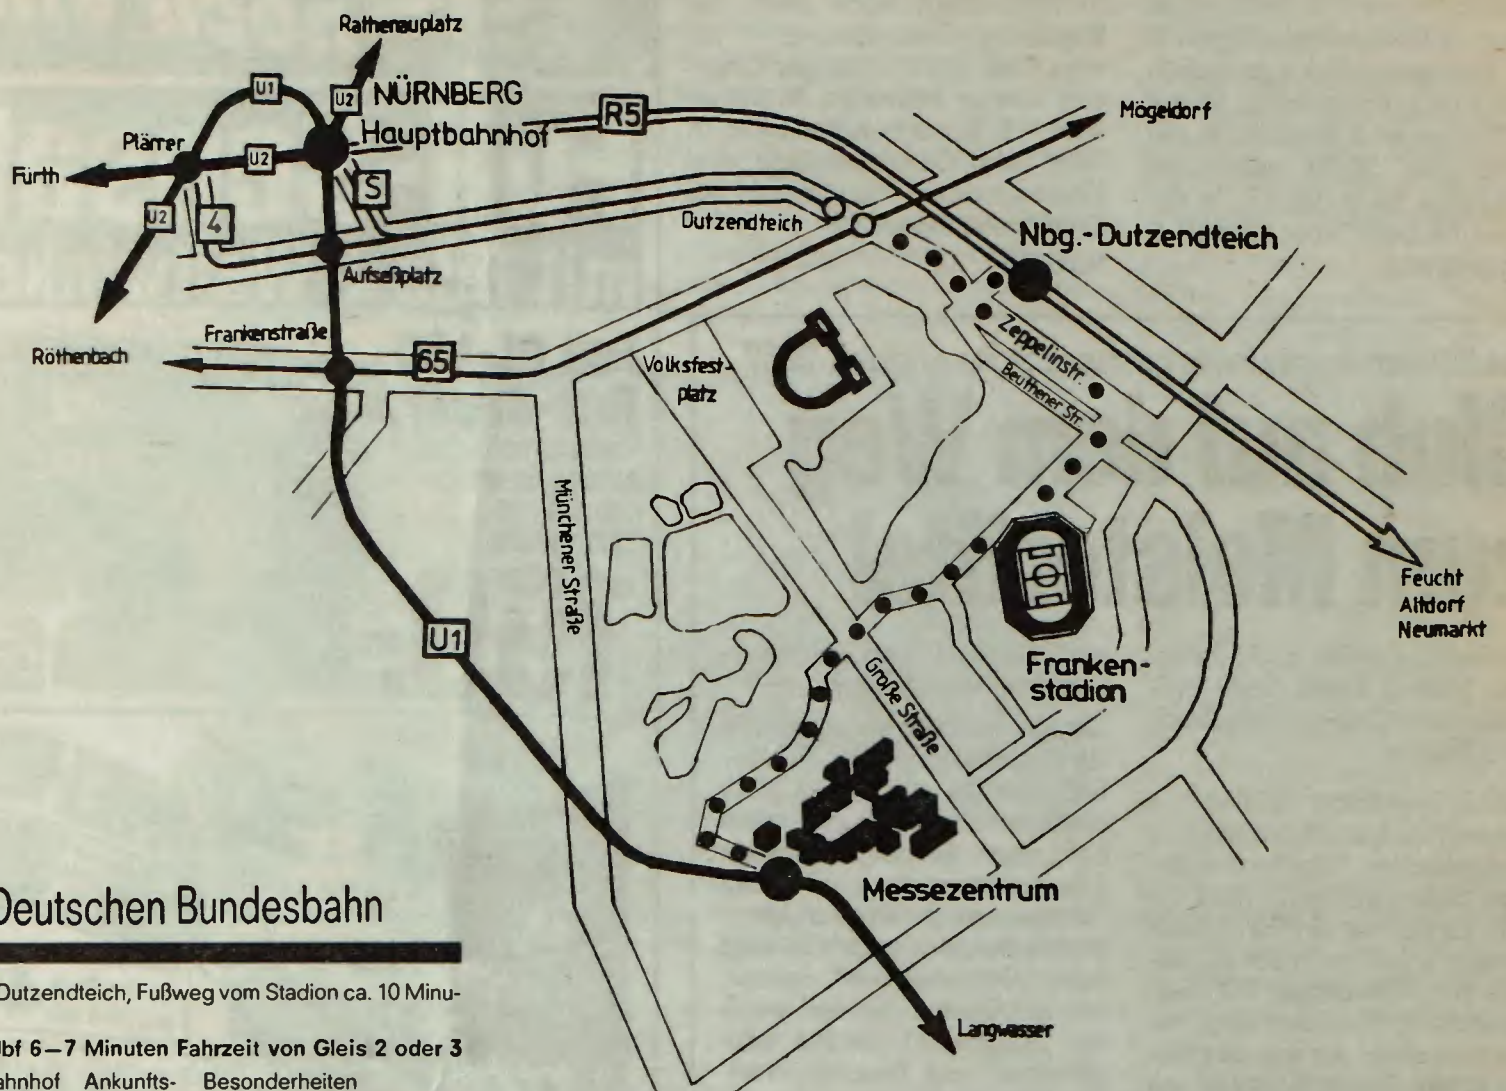 Rathenauplatz
U1
U2
NÜRNBERG
Hauptbahnhof
R5
Mögeldorf
Plärrer
U2
Fürth
S
U2
4
Dutzendteich
Nbg.-Dutzendteich
Aufseßplatz
Frankenstraße
65
Röthenbach
Volksfest-
platz
Zeppelinstr.
Beuthener Str.
Münchener Straße
Feucht
Altdorf
Neumarkt
U1
Franken-
stadion
Große Straße
Messezentrum
Deutschen Bundesbahn
Dutzendteich, Fußweg vom Stadion ca. 10 Minu-
bf 6–7 Minuten Fahrzeit von Gleis 2 oder 3
ahnhof Ankunfts- Besonderheiten
Langwasser